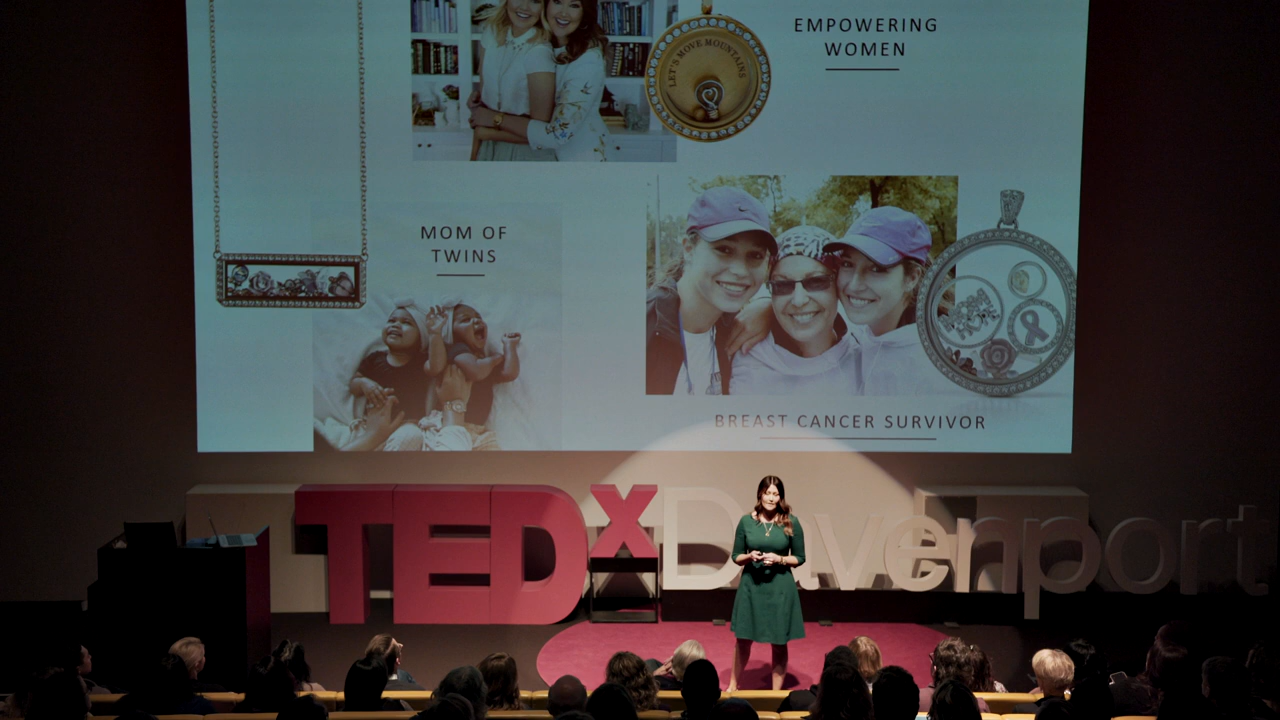 EMPOWERING
WOMEN
LET'S MOVE MOUNTAINS
MOM OF
TWINS
BREAST CANCER SURVIVOR
TEDxDavenport